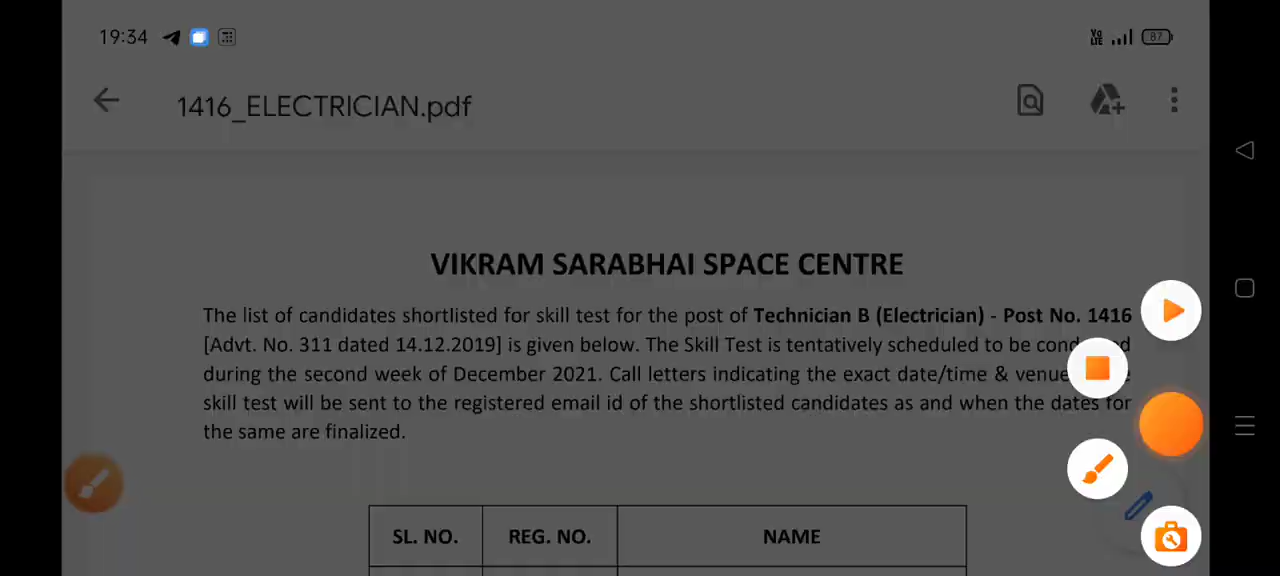 19:34 Vo LTE 87
1416_ELECTRICIAN.pdf
VIKRAM SARABHAI SPACE CENTRE
The list of candidates shortlisted for skill test for the post of Technician B (Electrician) - Post No. 1416
[Advt. No. 311 dated 14.12.2019] is given below. The Skill Test is tentatively scheduled to be
during the second week of December 2021. Call letters indicating the exact date/time & venue
skill test will be sent to the registered email id of the shortlisted candidates as and when the dates for
the same are finalized.
SL. NO. REG. NO. NAME